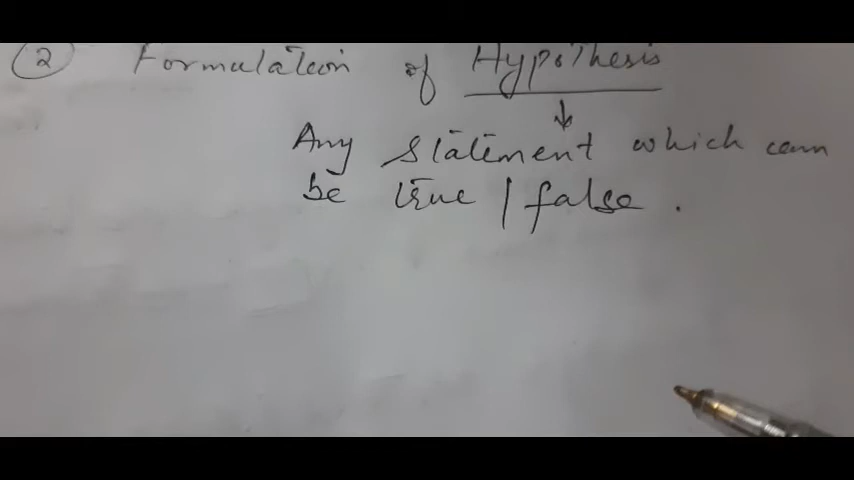 ② Formulation of Hypothesis
↓
Any statement which can
be true / false .